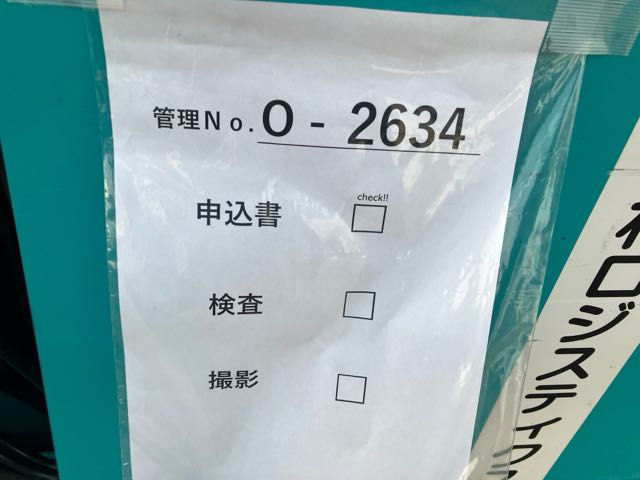 管理No. O - 2634
check!!
申込書
検査
撮影
ロジスティク